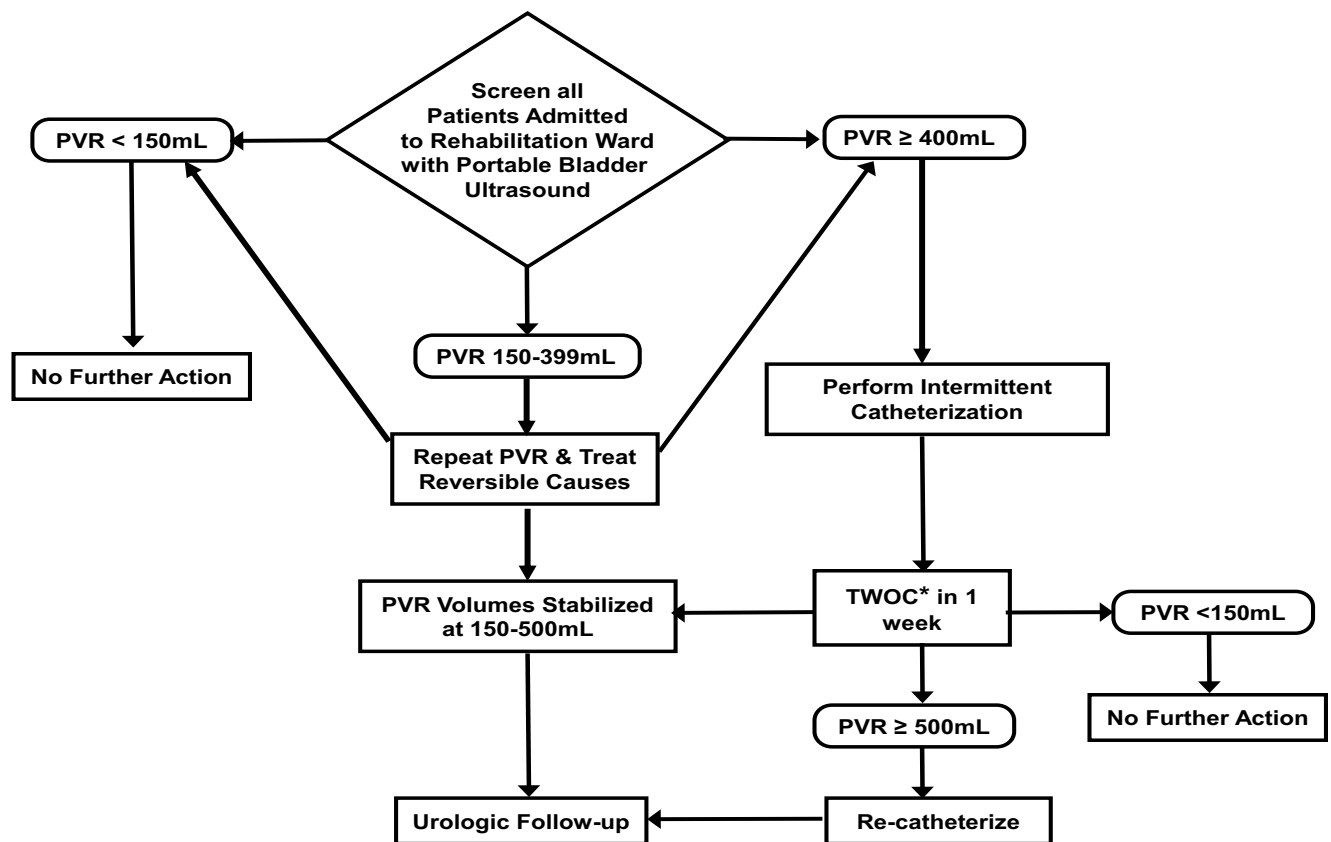 Screen all
Patients Admitted
to Rehabilitation Ward
with Portable Bladder
Ultrasound
PVR < 150mL
PVR ≥ 400mL
PVR 150-399mL
No Further Action
Perform Intermittent
Catheterization
Repeat PVR & Treat
Reversible Causes
PVR Volumes Stabilized
at 150-500mL
TWOC* in 1
week
PVR <150mL
PVR ≥ 500mL
No Further Action
Urologic Follow-up
Re-catheterize